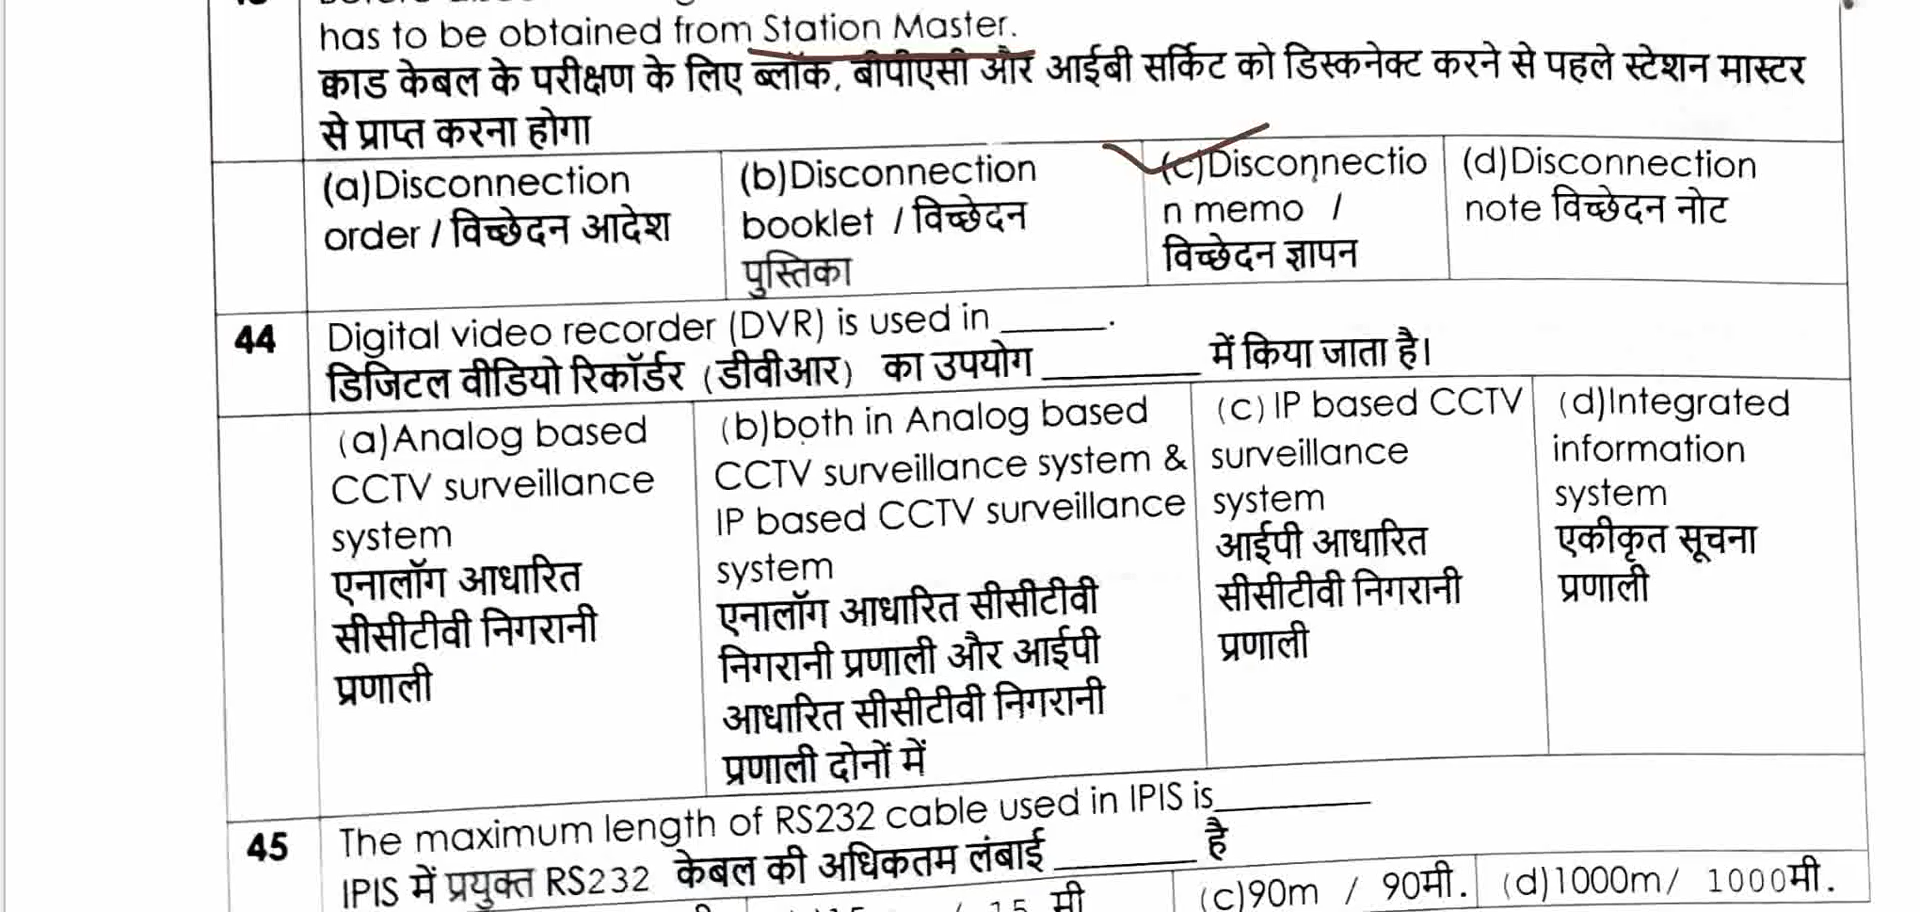 has to be obtained from Station Master.
क्वाड केबल के परीक्षण के लिए ब्लॉक, बीपीएसी और आईबी सर्किट को डिस्कनेक्ट करने से पहले स्टेशन मास्टर
से प्राप्त करना होगा
(a)Disconnection
order / विच्छेदन आदेश
(b)Disconnection
booklet / विच्छेदन
पुस्तिका
(c)Disconnectio
n memo /
विच्छेदन ज्ञापन
(d)Disconnection
note विच्छेदन नोट
44
Digital video recorder (DVR) is used in ______.
डिजिटल वीडियो रिकॉर्डर (डीवीआर) का उपयोग __________ में किया जाता है।
(a)Analog based
CCTV surveillance
system
एनालॉग आधारित
सीसीटीवी निगरानी
प्रणाली
(b)both in Analog based
CCTV surveillance system &
IP based CCTV surveillance
system
एनालॉग आधारित सीसीटीवी
निगरानी प्रणाली और आईपी
आधारित सीसीटीवी निगरानी
प्रणाली दोनों में
(c) IP based CCTV
surveillance
system
आईपी आधारित
सीसीटीवी निगरानी
प्रणाली
(d)Integrated
information
system
एकीकृत सूचना
प्रणाली
45
The maximum length of RS232 cable used in IPIS is_________
IPIS में प्रयुक्त RS232 केबल की अधिकतम लंबाई _________ है
(c)90m / 90मी.
(d)1000m/ 1000मी.